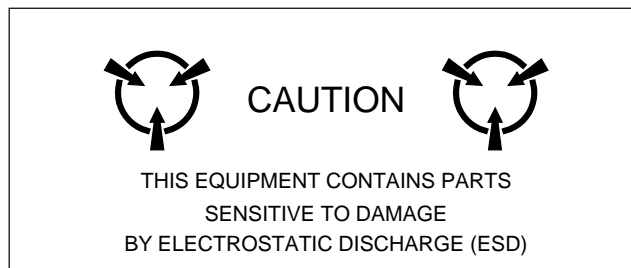 CAUTION
THIS EQUIPMENT CONTAINS PARTS
SENSITIVE TO DAMAGE
BY ELECTROSTATIC DISCHARGE (ESD)